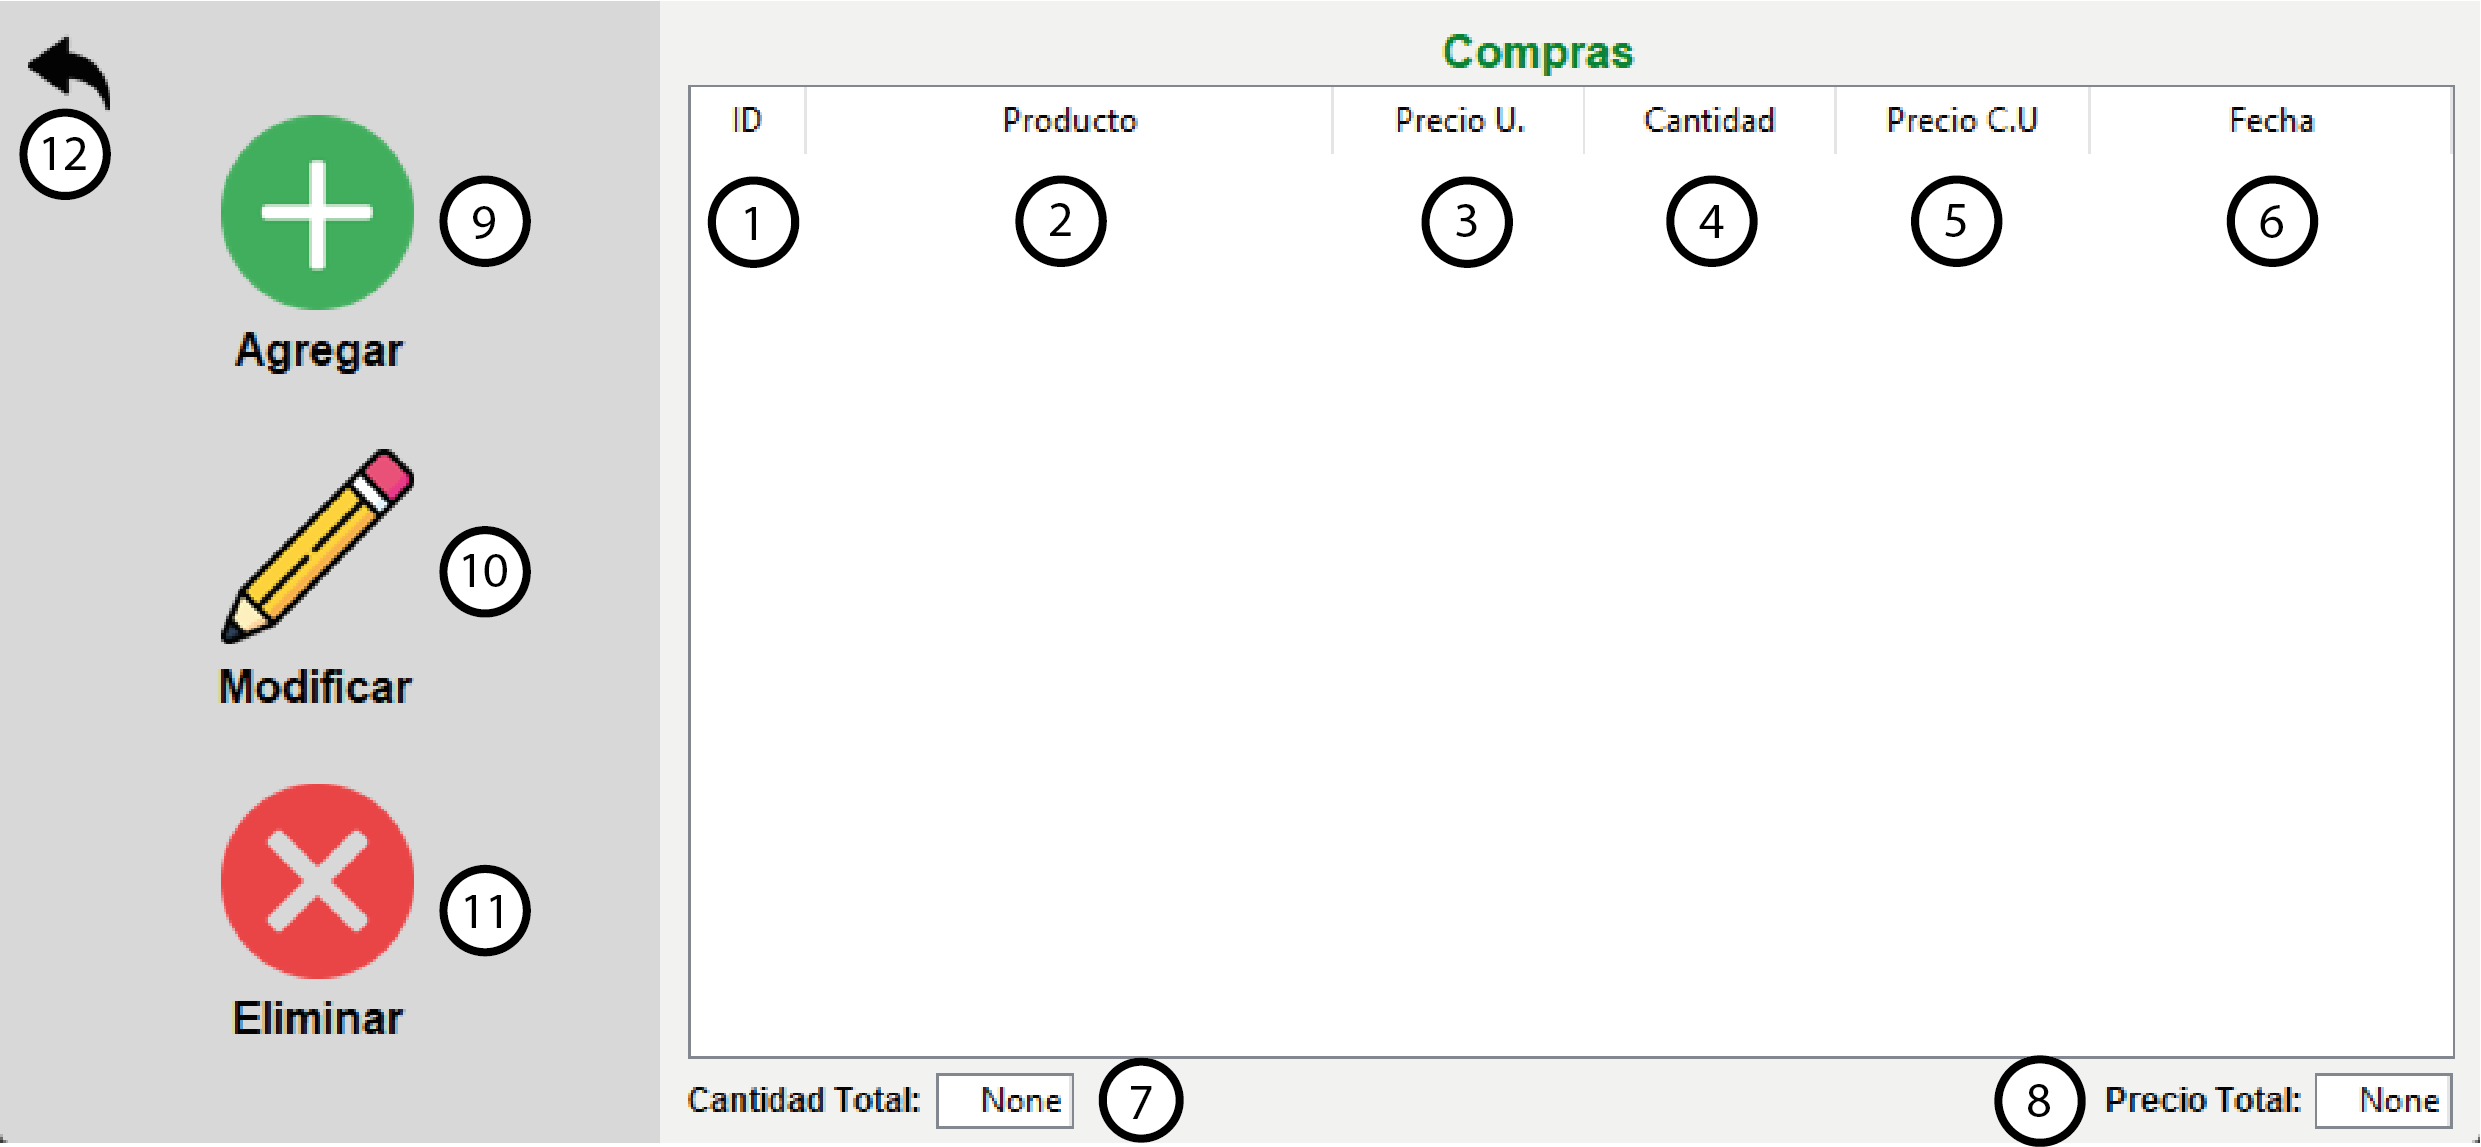 12
9
Agregar
10
Modificar
11
Eliminar
Compras
ID Producto Precio U. Cantidad Precio C.U Fecha
1 2 3 4 5 6
Cantidad Total: None 7 8 Precio Total: None